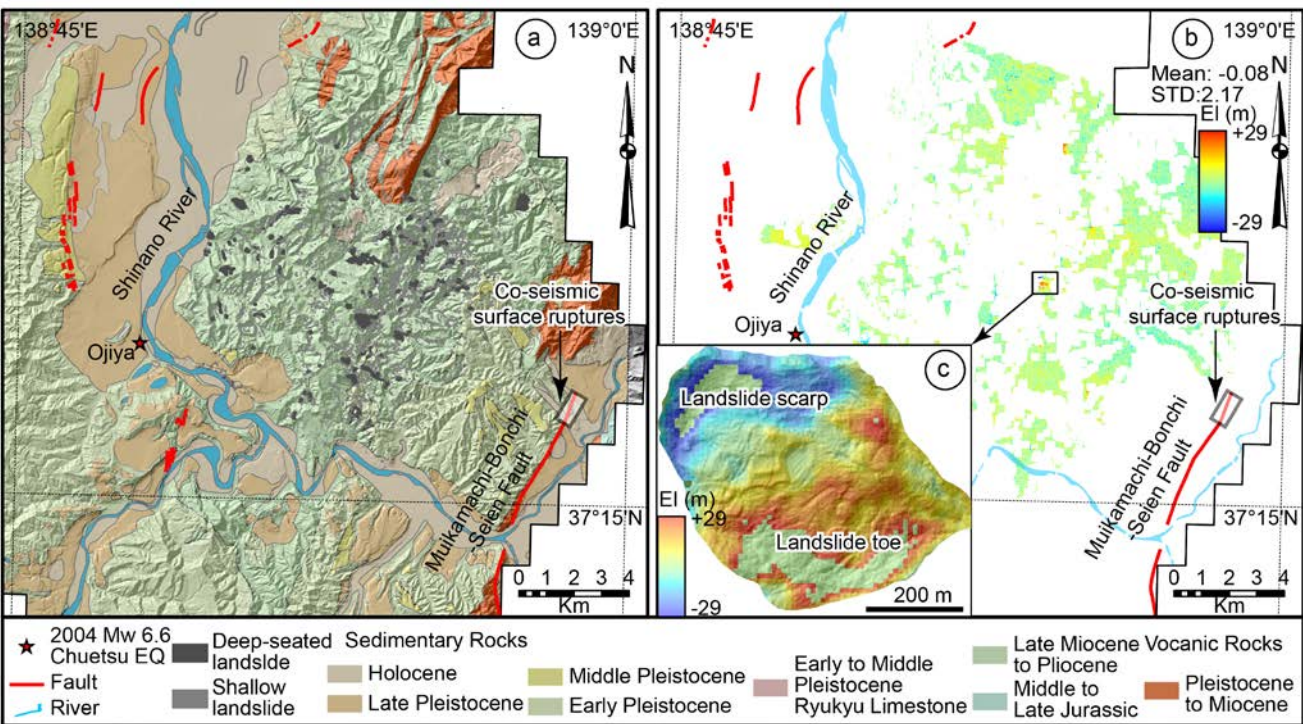 138°45'E
a
139°0'E
N
Shinano River
Co-seismic
surface ruptures
Ojiya
Muikamachi-Bonchi
-Seien Fault
37°15'N
0 1 2 3 4
Km
138°45'E
b
139°0'E
N
Mean: -0.08
STD:2.17
El (m)
+29
-29
Shinano River
Co-seismic
surface ruptures
Ojiya
Muikamachi-Bonchi
-Seien Fault
37°15'N
0 1 2 3 4
Km
c
Landslide scarp
Landslide toe
El (m)
+29
-29
200 m
2004 Mw 6.6
Chuetsu EQ
Fault
River
Deep-seated
landslde
Shallow
landslide
Sedimentary Rocks
Holocene
Late Pleistocene
Middle Pleistocene
Early Pleistocene
Early to Middle
Pleistocene
Ryukyu Limestone
Late Miocene
to Pliocene
Middle to
Late Jurassic
Vocanic Rocks
Pleistocene
to Miocene